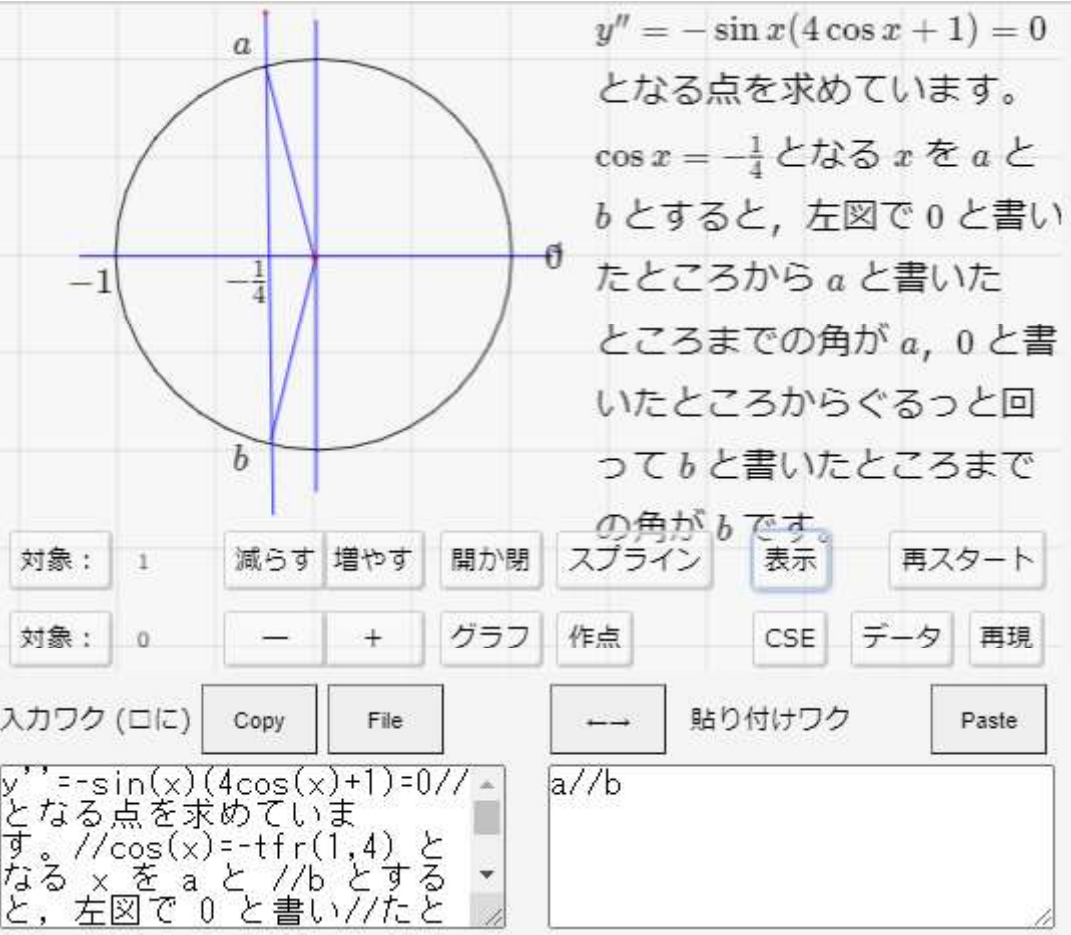 a
−1
−1/4
0
b
y″ = − sin x(4 cos x + 1) = 0
となる点を求めています。
cos x = −1/4 となる x を a と
b とすると，左図で 0 と書い
たところから a と書いた
ところまでの角が a，0 と書
いたところからぐるっと回
って b と書いたところまで
の角が b です。
対象： 1 減らす 増やす 開か閉 スプライン 表示 再スタート
対象： 0 — + グラフ 作点 CSE データ 再現
入力ワク (ロに) Copy File ←→ 貼り付けワク Paste
y''=-sin(x)(4cos(x)+1)=0//
となる点を求めていま
す。//cos(x)=-tfr(1,4) と
なる x を a と //b とする
と，左図で 0 と書い//たと
a//b